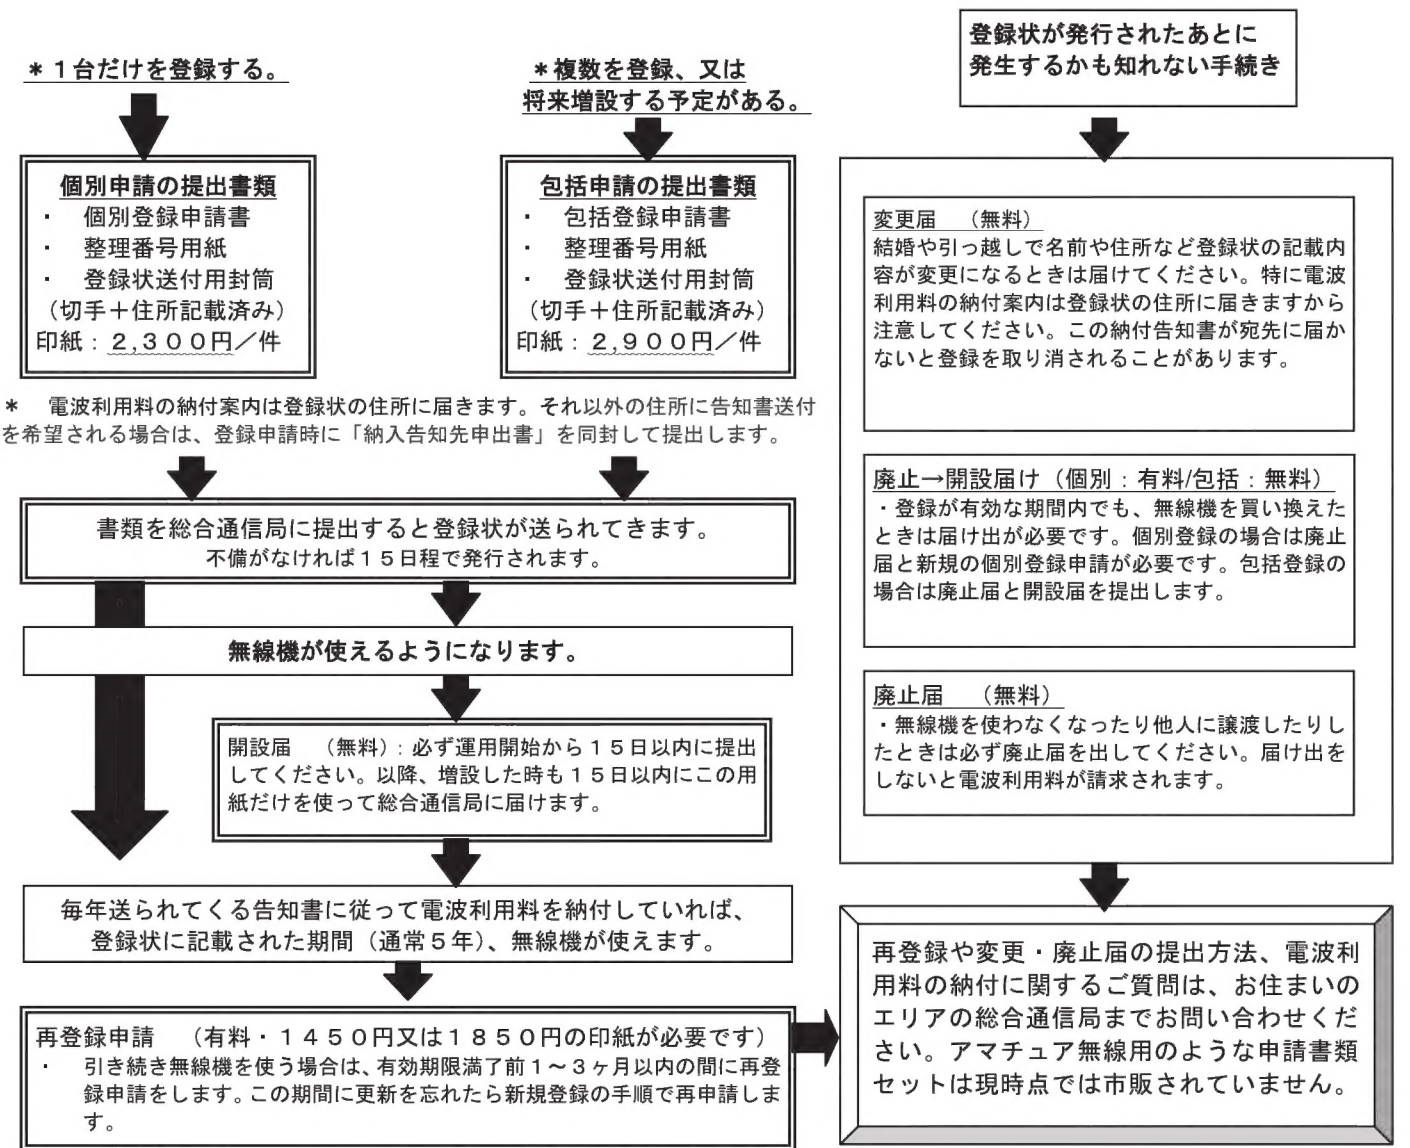 ＊１台だけを登録する。
＊複数を登録、又は
将来増設する予定がある。
個別申請の提出書類
・　個別登録申請書
・　整理番号用紙
・　登録状送付用封筒
（切手＋住所記載済み）
印紙：２,３００円／件
包括申請の提出書類
・　包括登録申請書
・　整理番号用紙
・　登録状送付用封筒
（切手＋住所記載済み）
印紙：２,９００円／件
＊　電波利用料の納付案内は登録状の住所に届きます。それ以外の住所に告知書送付
を希望される場合は、登録申請時に「納入告知先申出書」を同封して提出します。
書類を総合通信局に提出すると登録状が送られてきます。
不備がなければ１５日程で発行されます。
無線機が使えるようになります。
開設届　（無料）：必ず運用開始から１５日以内に提出
してください。以降、増設した時も１５日以内にこの用
紙だけを使って総合通信局に届けます。
毎年送られてくる告知書に従って電波利用料を納付していれば、
登録状に記載された期間（通常５年）、無線機が使えます。
再登録申請　（有料・１４５０円又は１８５０円の印紙が必要です）
・　引き続き無線機を使う場合は、有効期限満了前１～３ヶ月以内の間に再登
録申請をします。この期間に更新を忘れたら新規登録の手順で再申請しま
す。
登録状が発行されたあとに
発生するかも知れない手続き
変更届　（無料）
結婚や引っ越しで名前や住所など登録状の記載内
容が変更になるときは届けてください。特に電波
利用料の納付案内は登録状の住所に届きますから
注意してください。この納付告知書が宛先に届か
ないと登録を取り消されることがあります。
廃止→開設届け（個別：有料/包括：無料）
・登録が有効な期間内でも、無線機を買い換えた
ときは届け出が必要です。個別登録の場合は廃止
届と新規の個別登録申請が必要です。包括登録の
場合は廃止届と開設届を提出します。
廃止届　（無料）
・無線機を使わなくなったり他人に譲渡したりし
たときは必ず廃止届を出してください。届け出を
しないと電波利用料が請求されます。
再登録や変更・廃止届の提出方法、電波利
用料の納付に関するご質問は、お住まいの
エリアの総合通信局までお問い合わせくだ
さい。アマチュア無線用のような申請書類
セットは現時点では市販されていません。